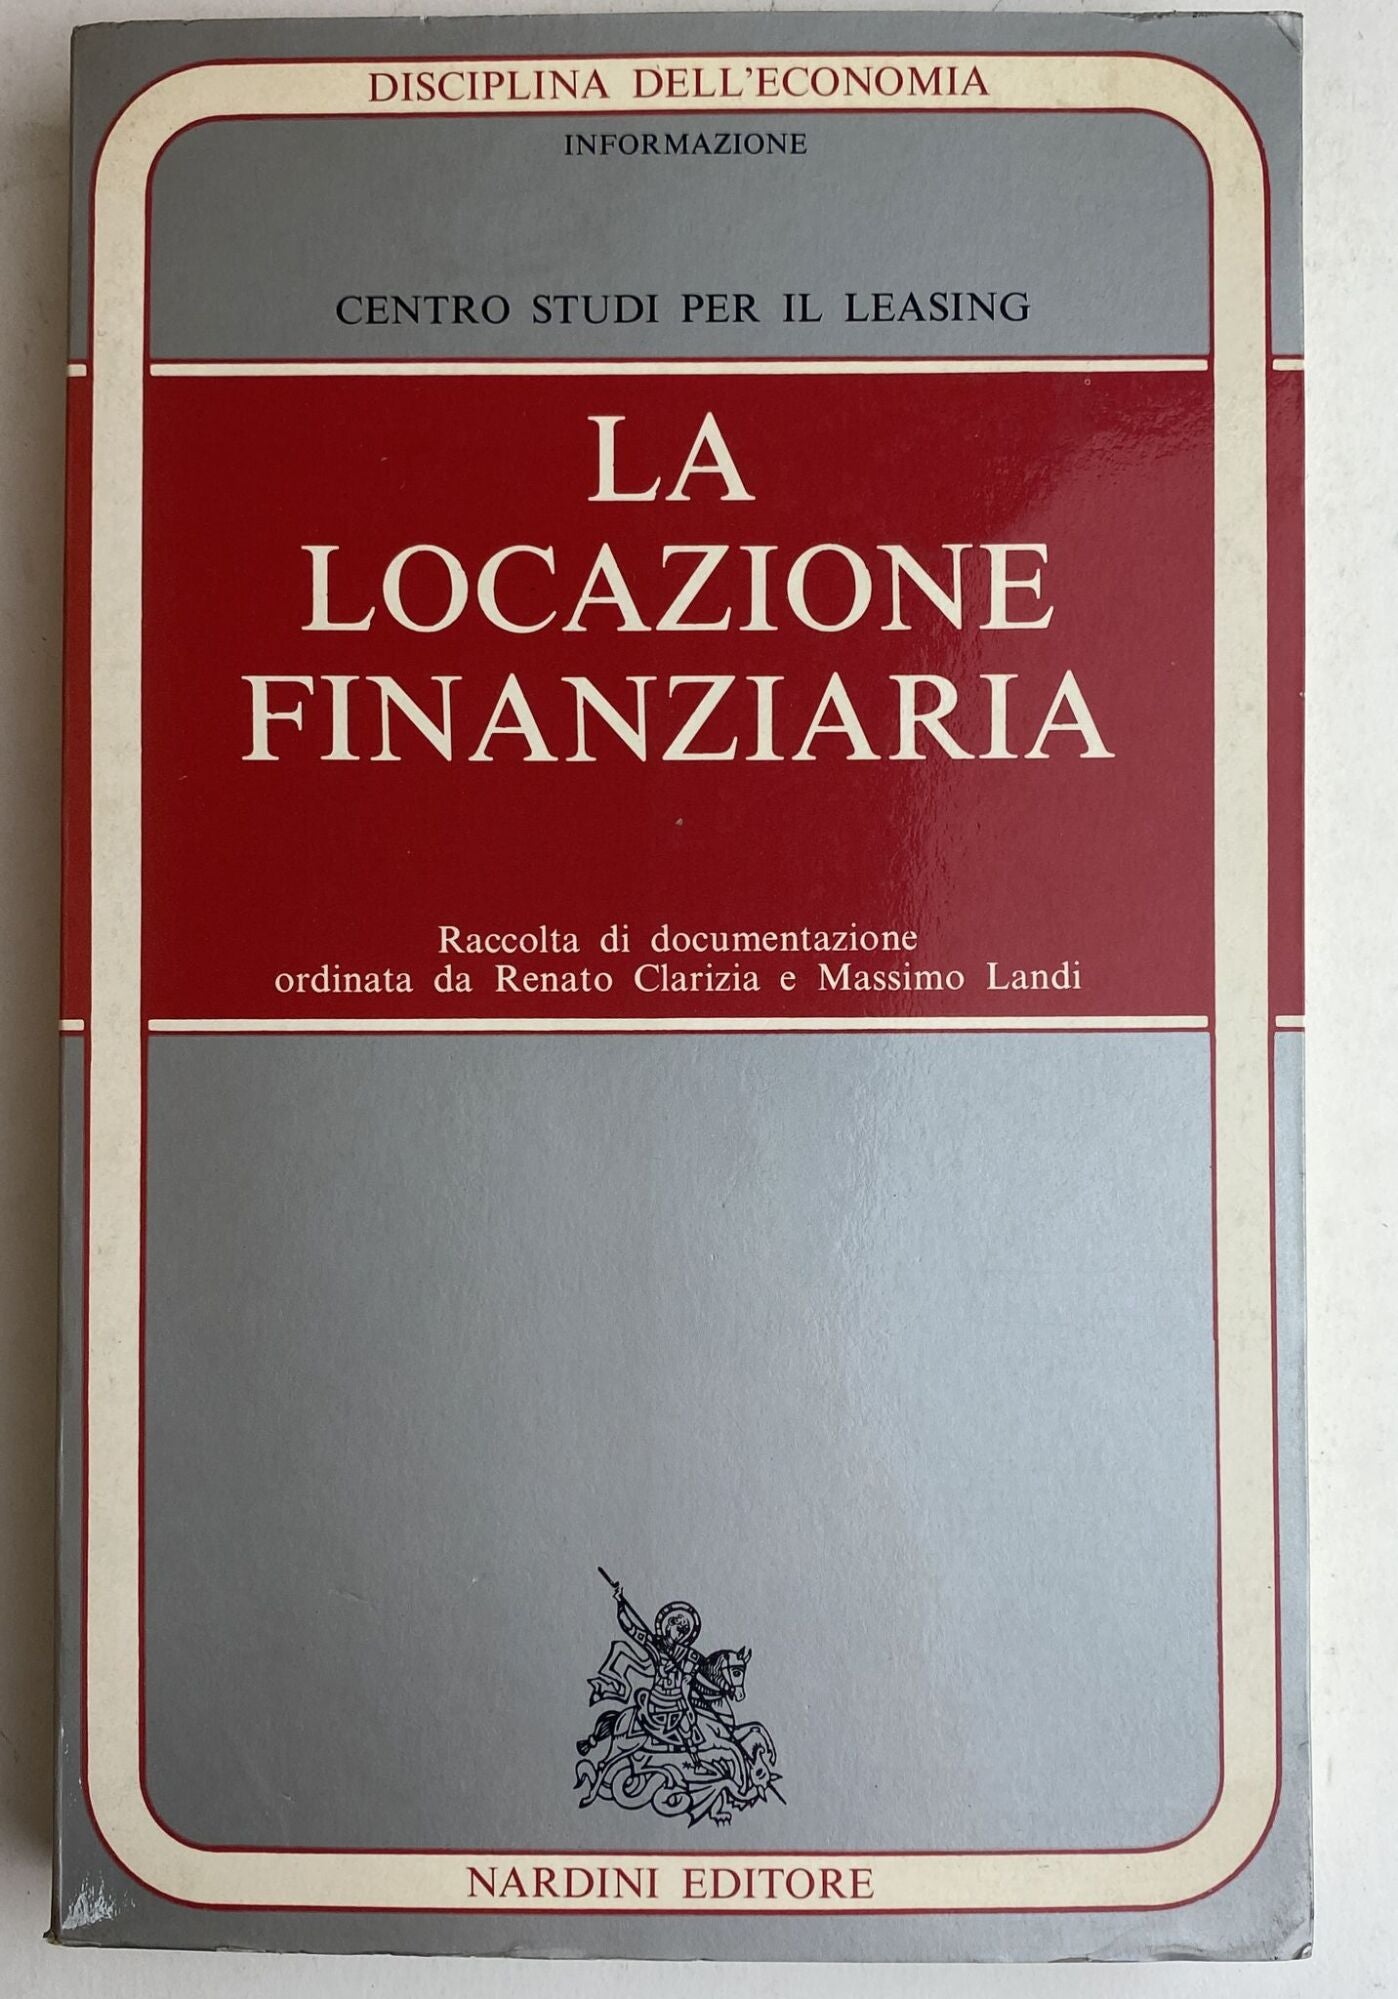 DISCIPLINA DELL'ECONOMIA
INFORMAZIONE
CENTRO STUDI PER IL LEASING
LA
LOCAZIONE
FINANZIARIA
Raccolta di documentazione
ordinata da Renato Clarizia e Massimo Landi
NARDINI EDITORE